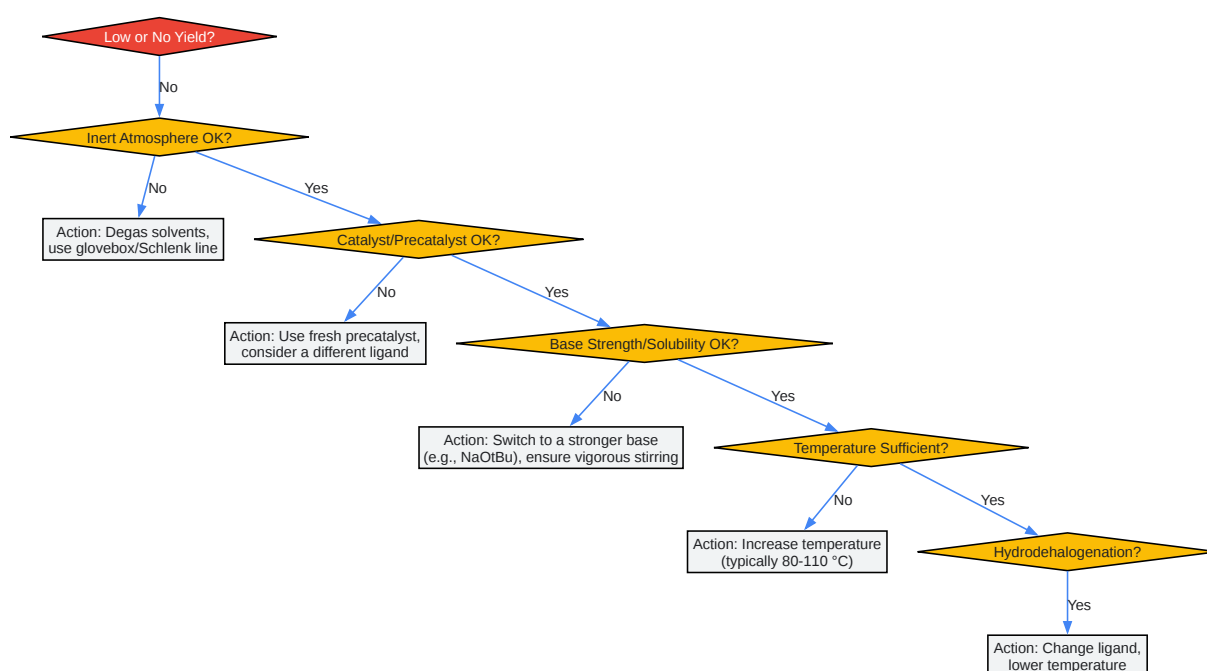 Low or No Yield?
No
Inert Atmosphere OK?
No
Yes
Action: Degas solvents,
use glovebox/Schlenk line
Catalyst/Precatalyst OK?
No
Yes
Action: Use fresh precatalyst,
consider a different ligand
Base Strength/Solubility OK?
No
Yes
Action: Switch to a stronger base
(e.g., NaOtBu), ensure vigorous stirring
Temperature Sufficient?
No
Yes
Action: Increase temperature
(typically 80-110 °C)
Hydrodehalogenation?
Yes
Action: Change ligand,
lower temperature